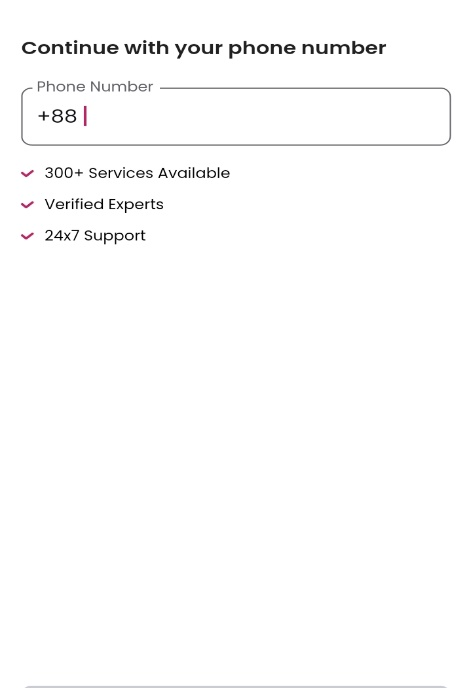 Continue with your phone number
Phone Number
+88
300+ Services Available
Verified Experts
24x7 Support